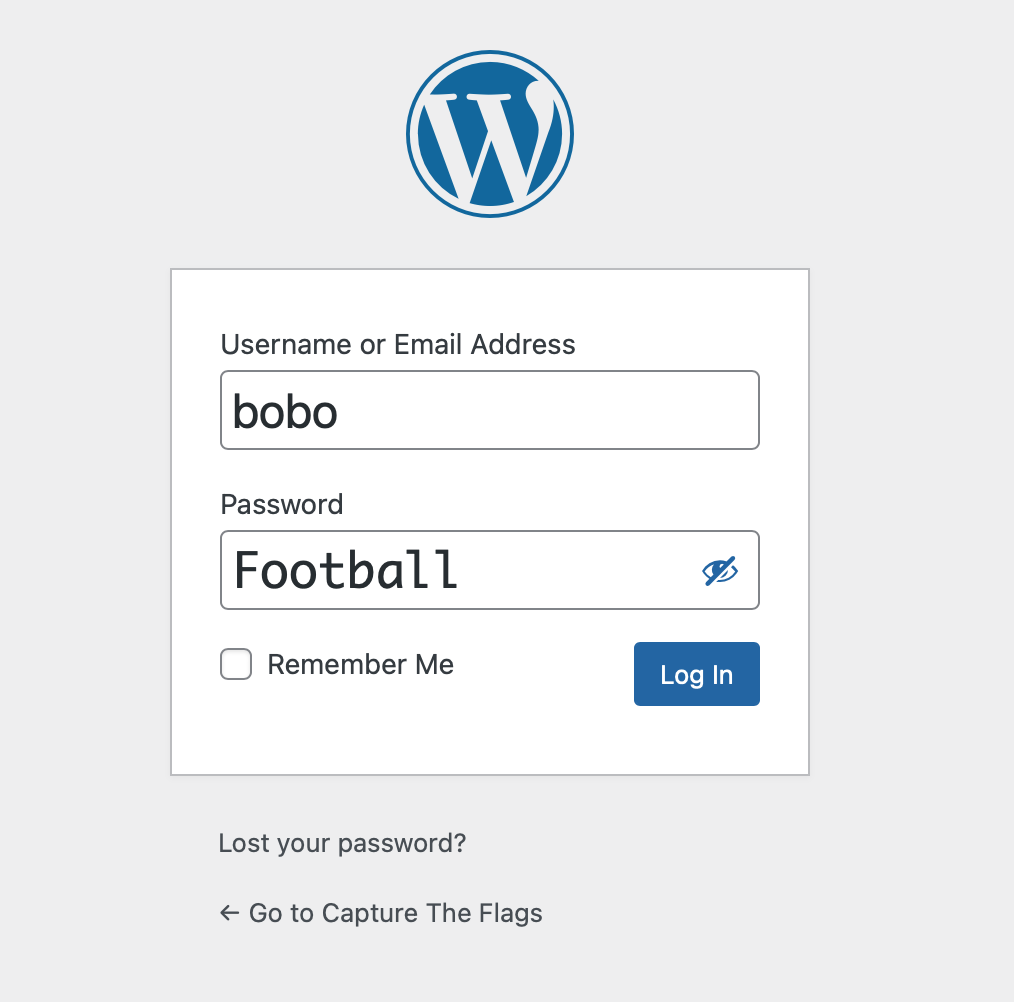 Username or Email Address
bobo
Password
Football
Remember Me
Log In
Lost your password?
← Go to Capture The Flags